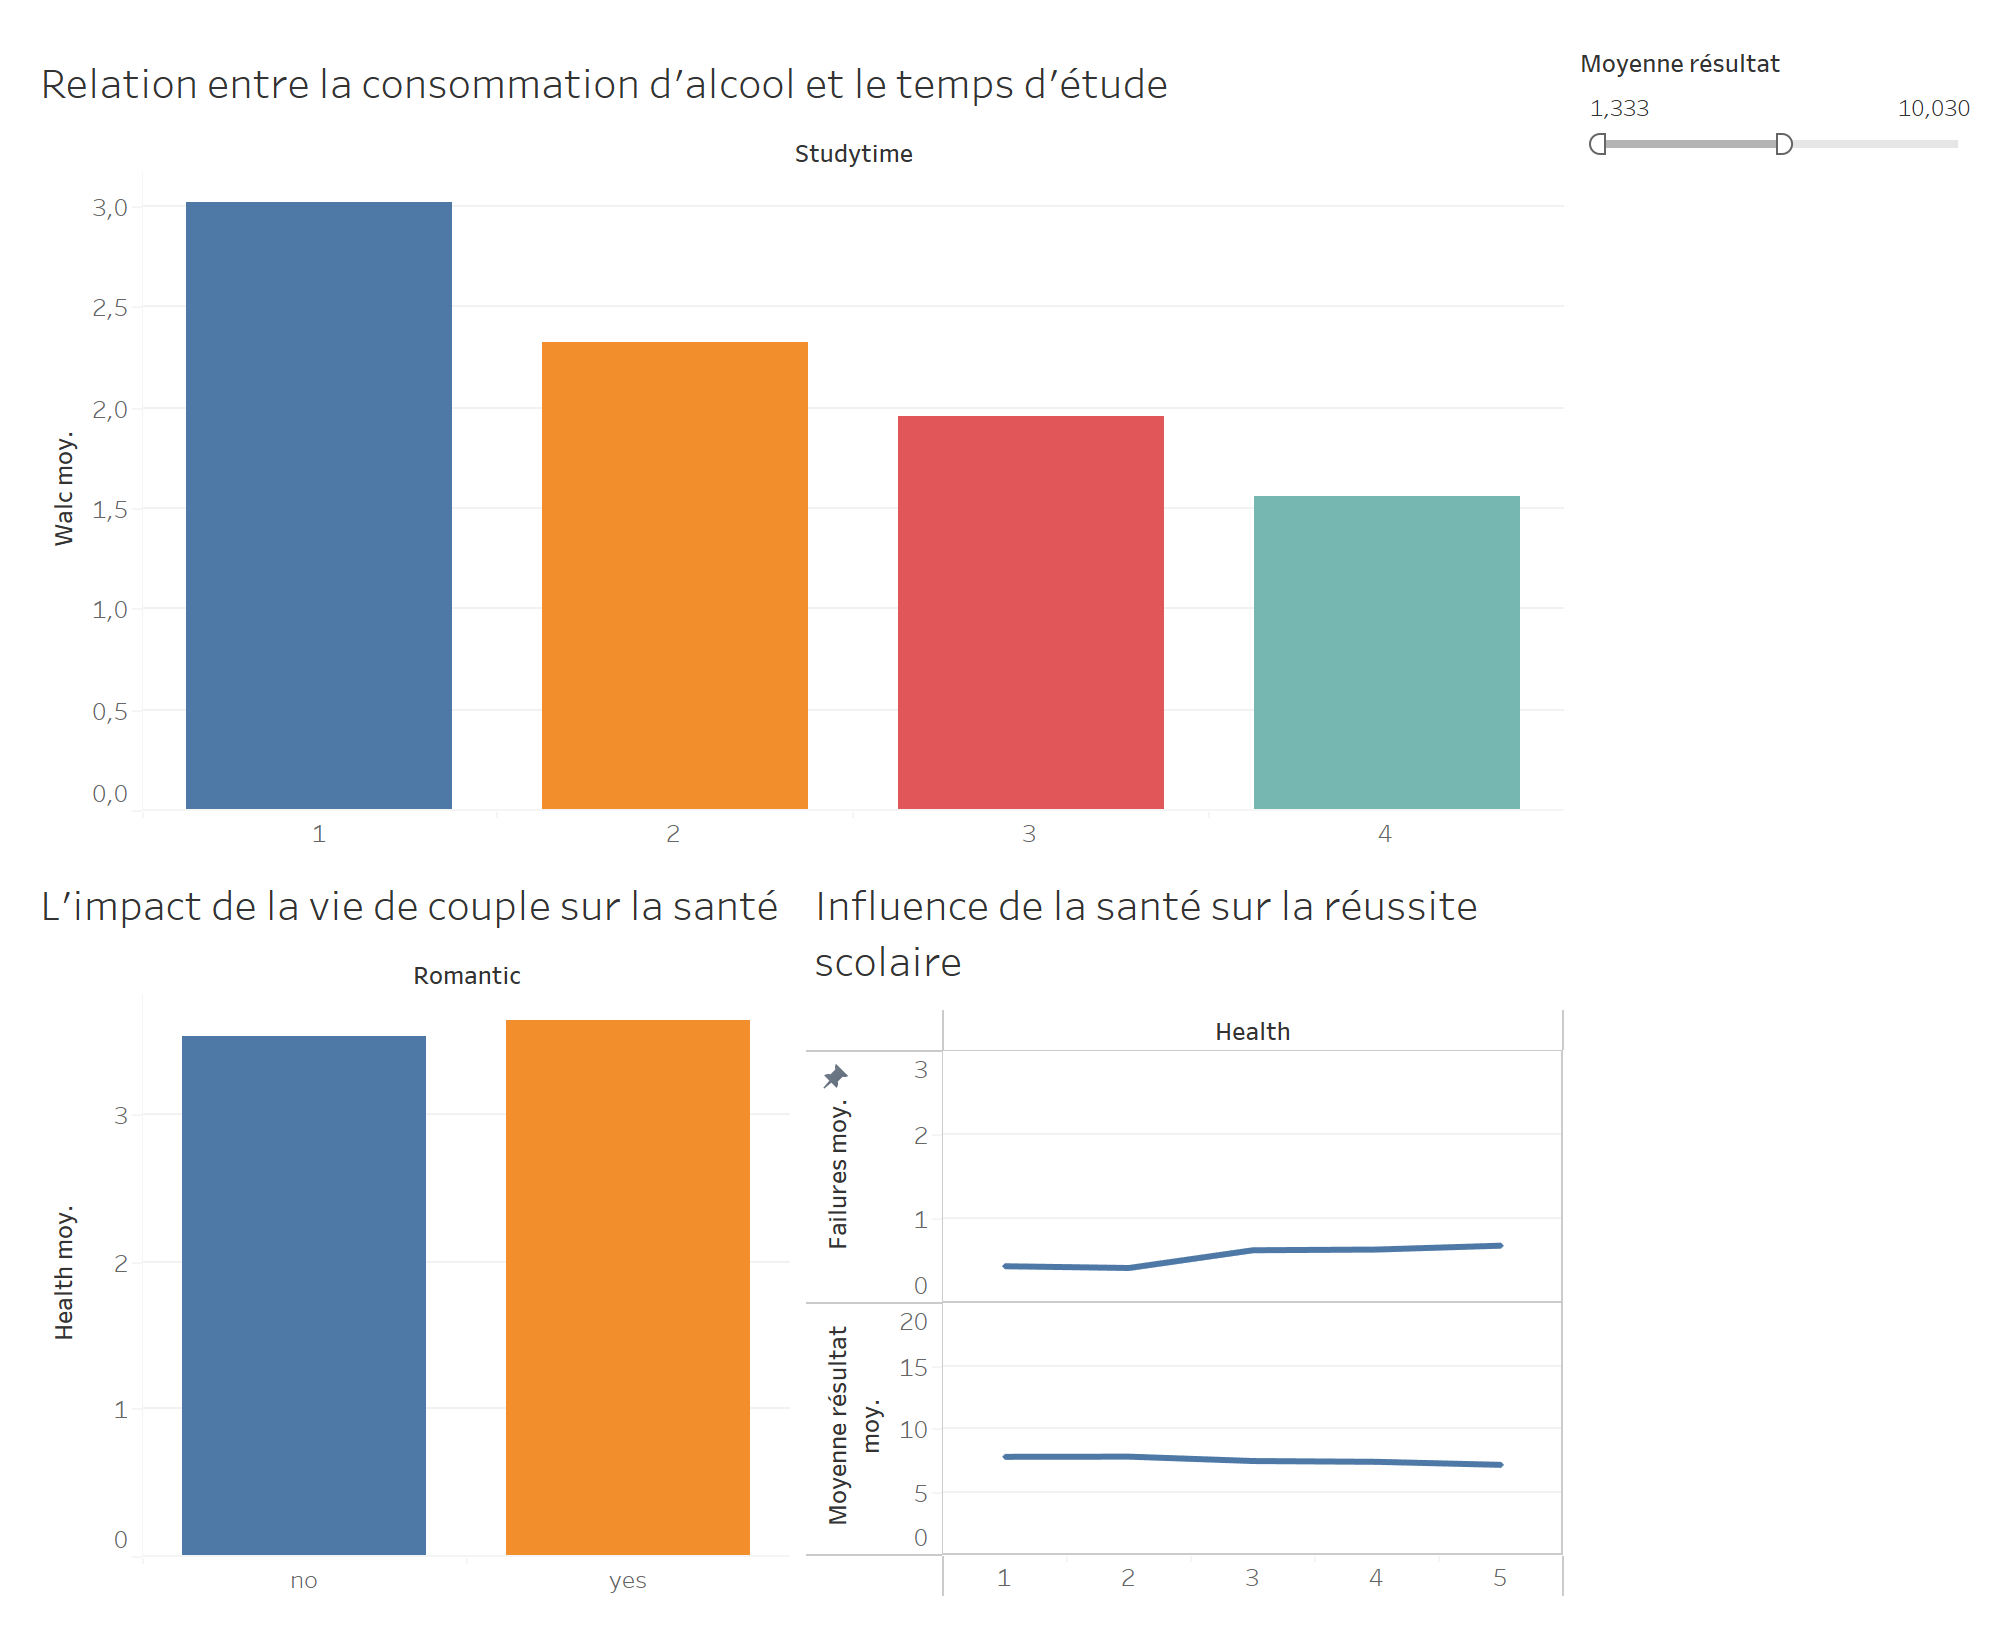 Relation entre la consommation d'alcool et le temps d'étude
Moyenne résultat
1,333 10,030
Studytime
3,0
2,5
2,0
1,5
1,0
0,5
0,0
Walc moy.
1 2 3 4
L'impact de la vie de couple sur la santé
Romantic
3
2
1
0
Health moy.
no yes
Influence de la santé sur la réussite
scolaire
Health
3
2
1
0
Failures moy.
20
15
10
5
0
Moyenne résultat
moy.
1 2 3 4 5